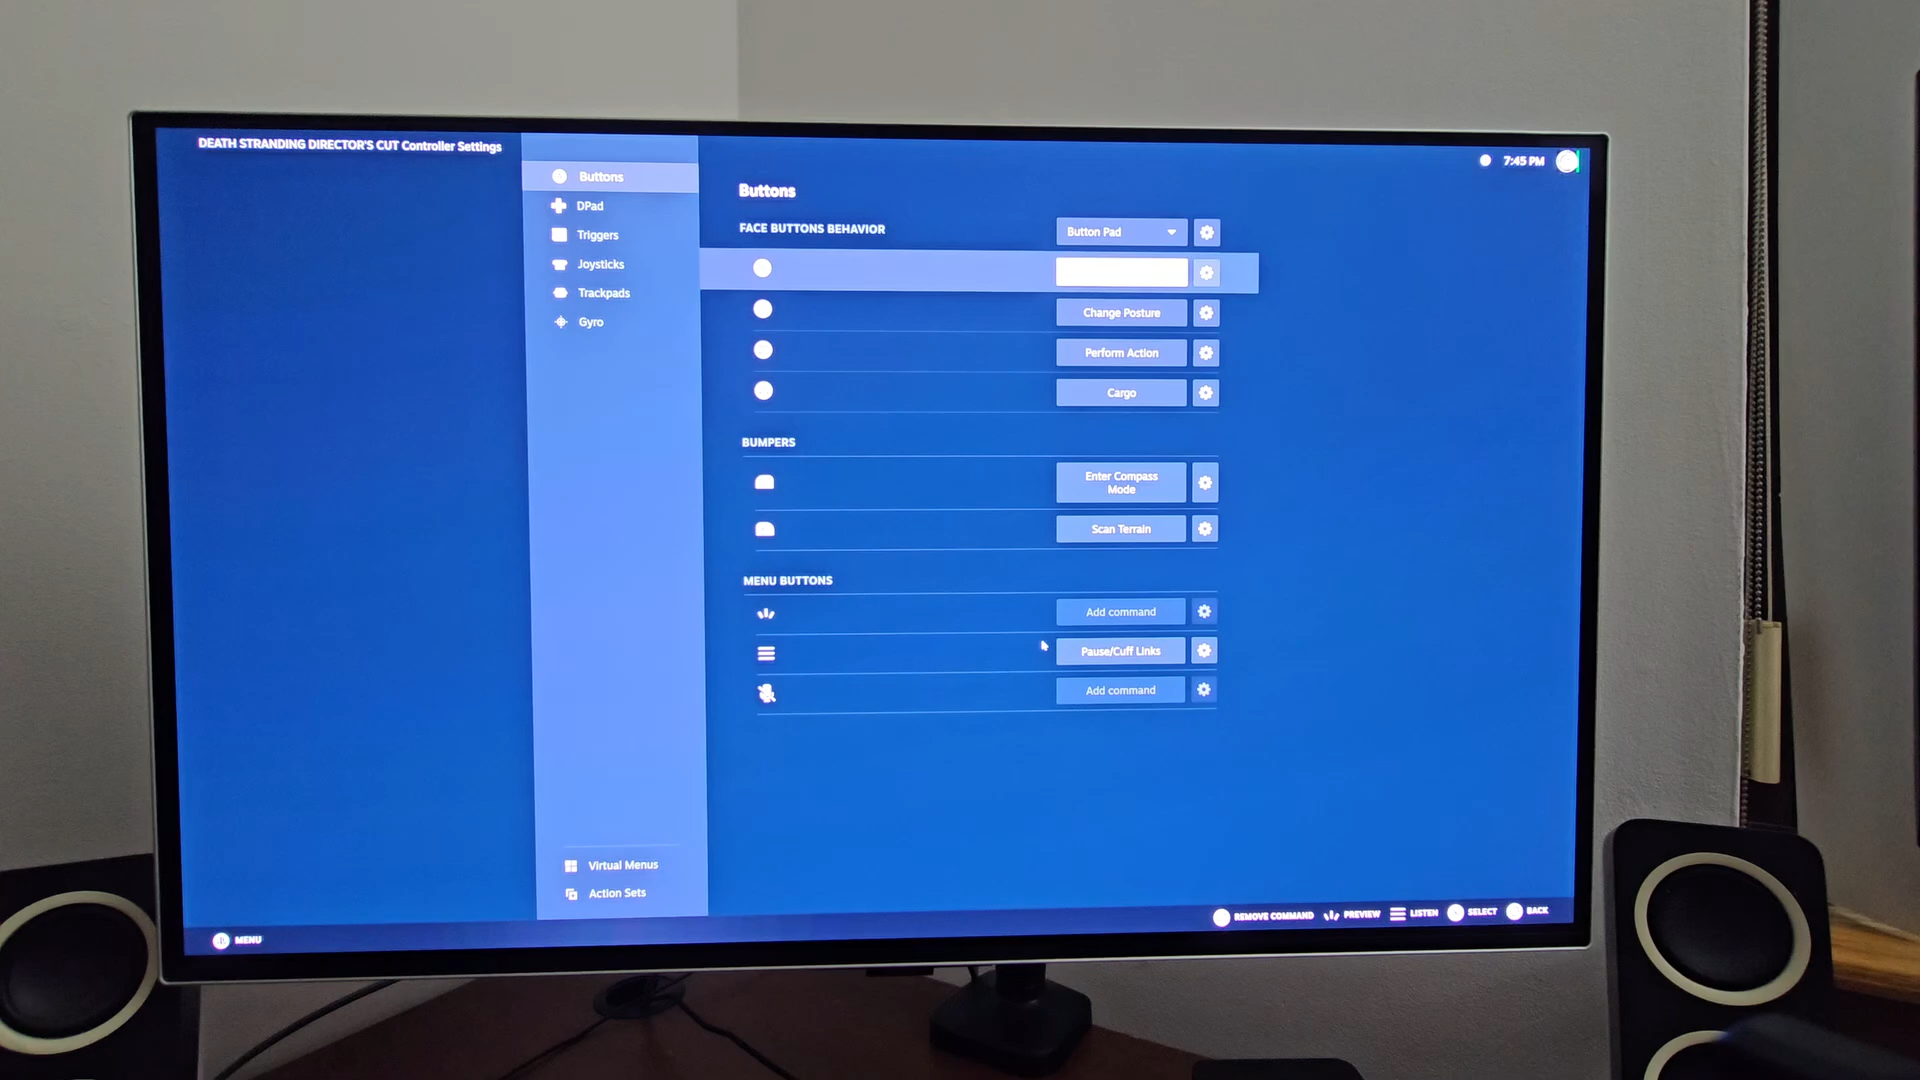 DEATH STRANDING DIRECTOR'S CUT Controller Settings
7:45 PM
Buttons
DPad
Triggers
Joysticks
Trackpads
Gyro
Virtual Menus
Action Sets
Buttons
FACE BUTTONS BEHAVIOR
Button Pad
Change Posture
Perform Action
Cargo
BUMPERS
Enter Compass
Mode
Scan Terrain
MENU BUTTONS
Add command
Pause/Cuff Links
Add command
MENU
REMOVE COMMAND PREVIEW LISTEN SELECT BACK